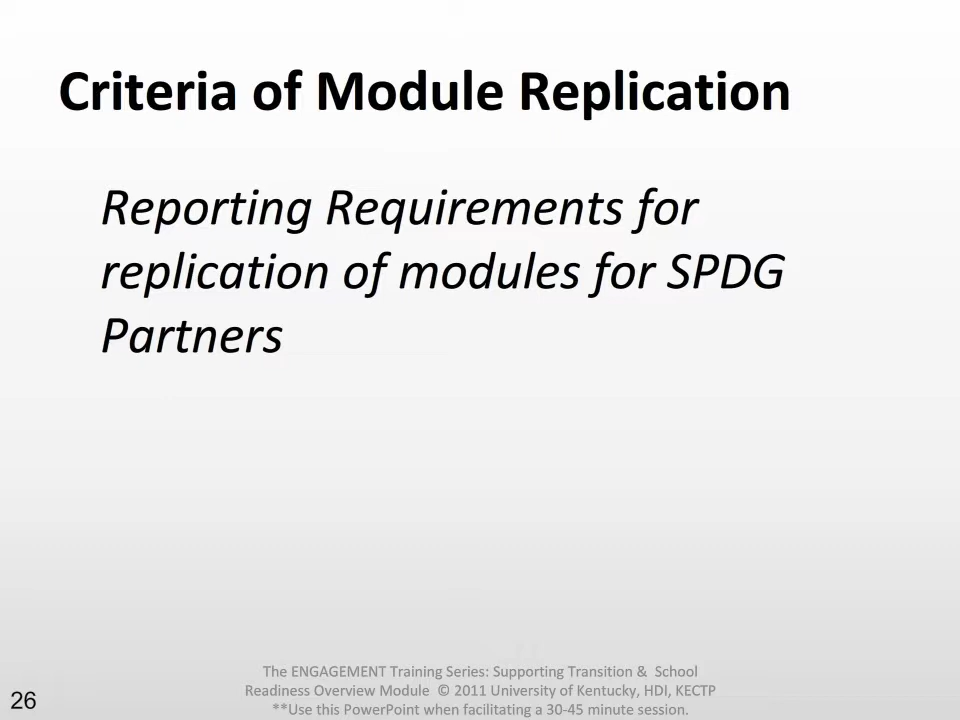 Criteria of Module Replication
Reporting Requirements for
replication of modules for SPDG
Partners
The ENGAGEMENT Training Series: Supporting Transition & School
Readiness Overview Module © 2011 University of Kentucky, HDI, KECTP
**Use this PowerPoint when facilitating a 30-45 minute session.
26